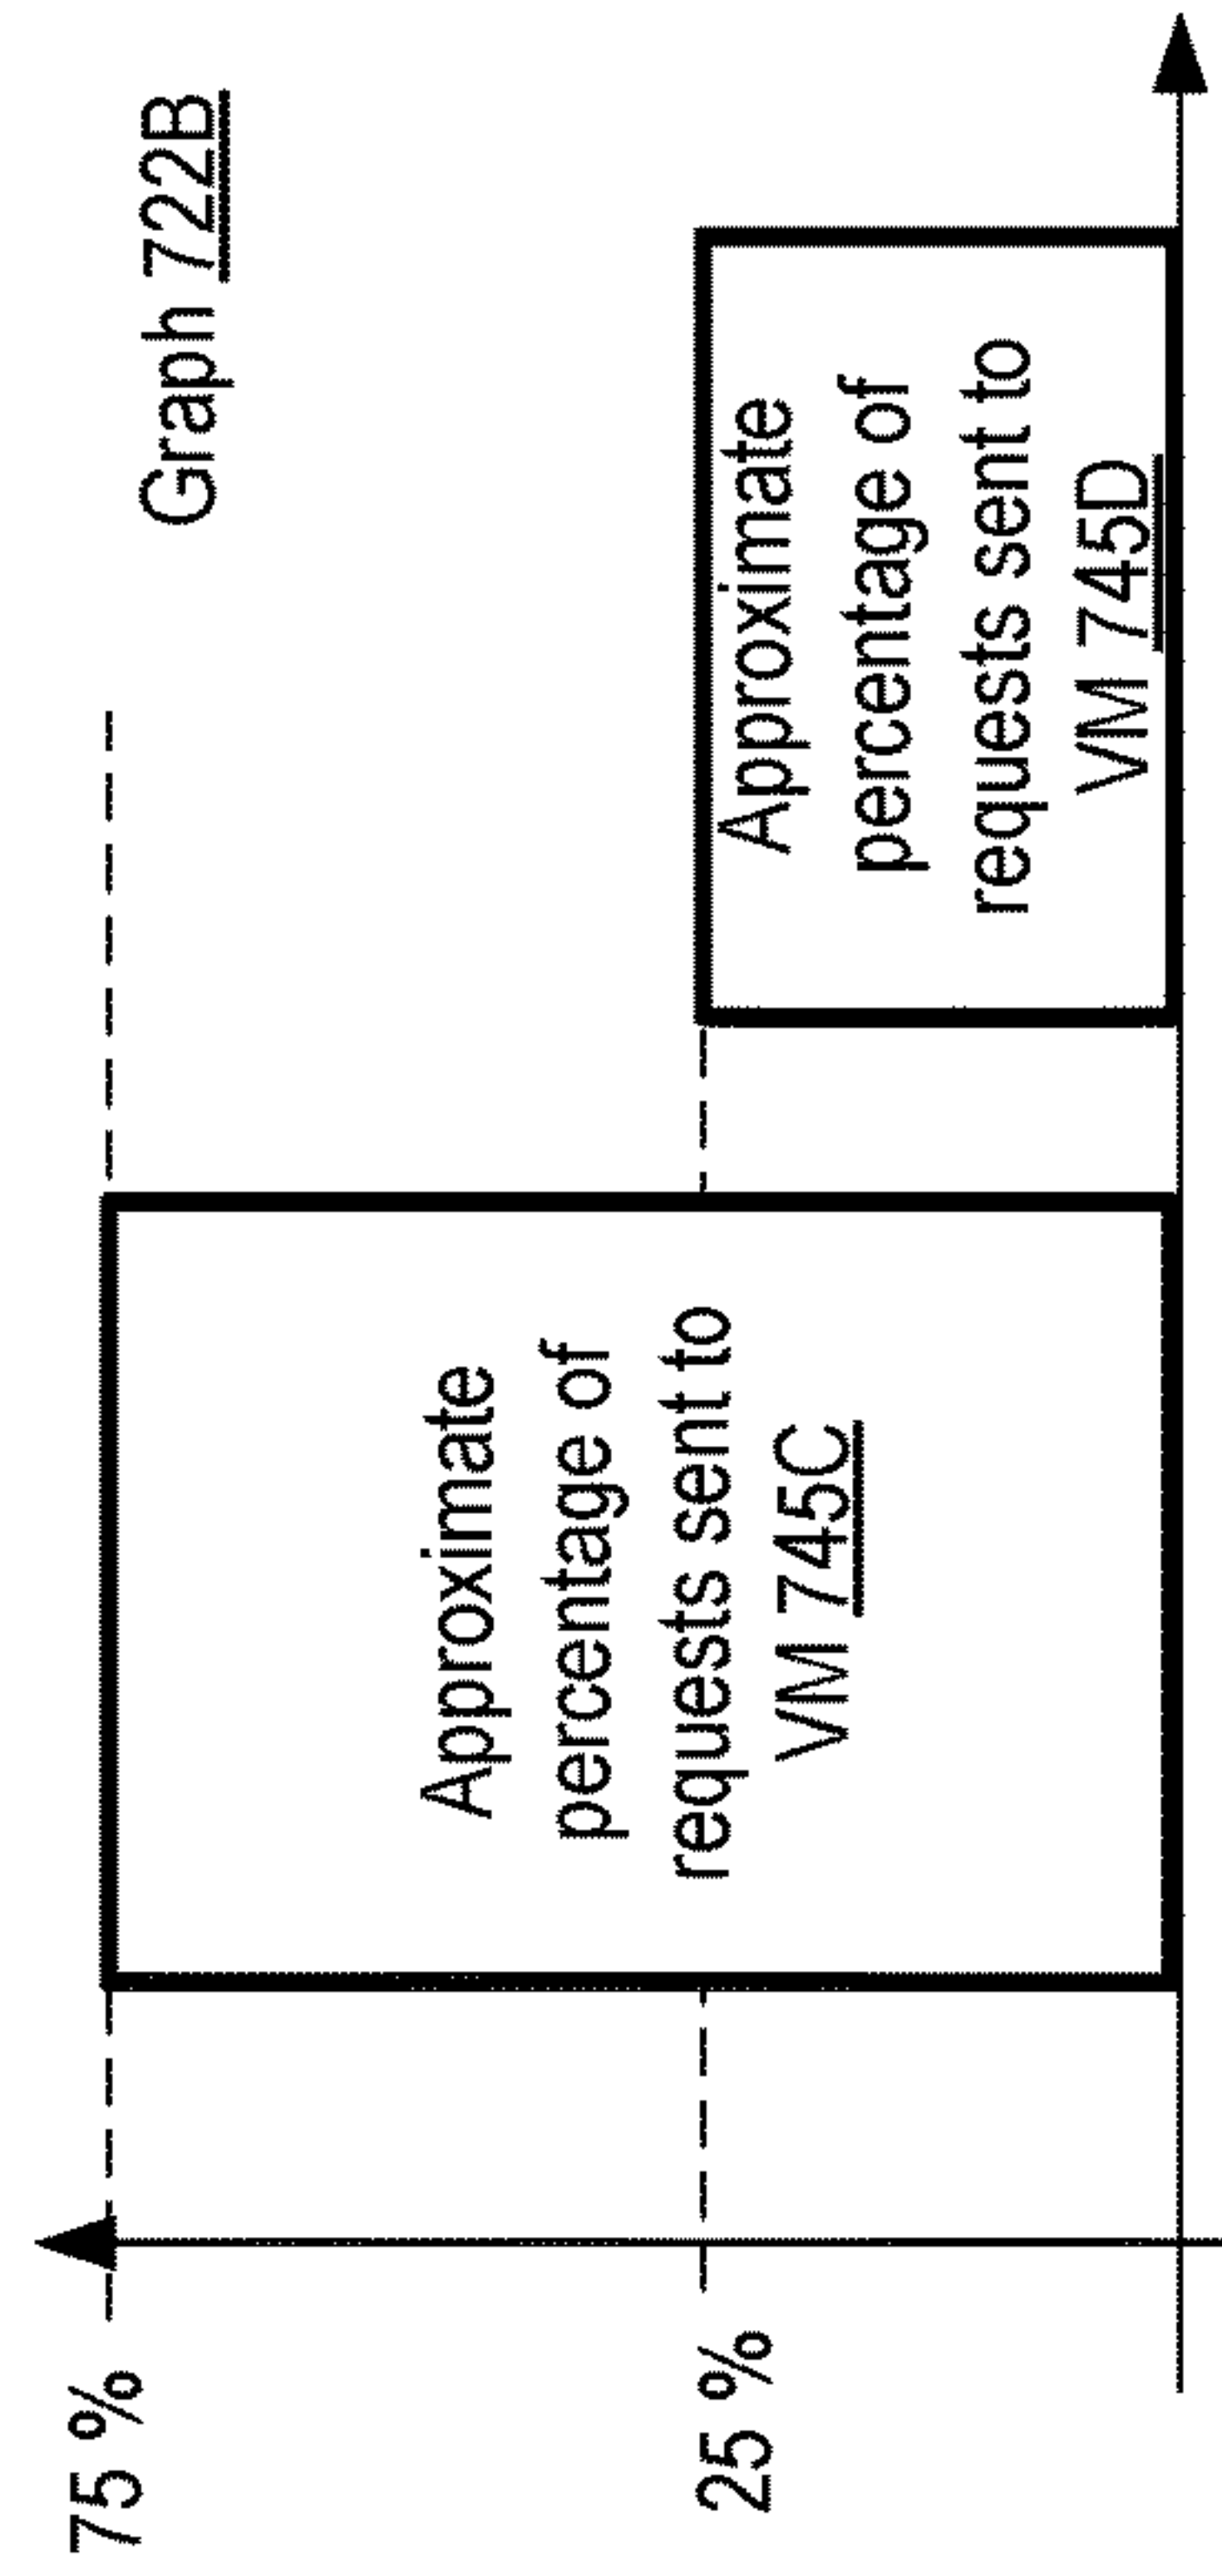 Graph 722B
75 %
25 %
Approximate
percentage of
requests sent to
VM 745C
Approximate
percentage of
requests sent to
VM 745D